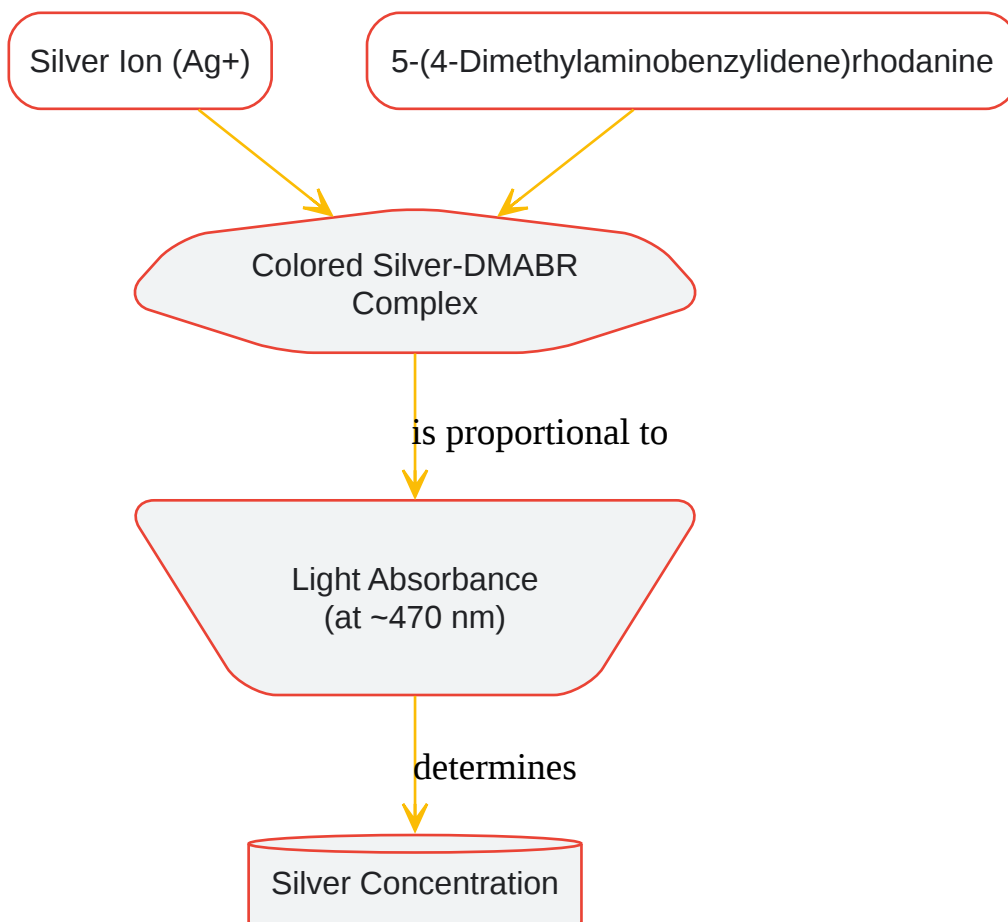 Silver Ion (Ag+)
5-(4-Dimethylaminobenzylidene)rhodanine
Colored Silver-DMABR
Complex
is proportional to
Light Absorbance
(at ~470 nm)
determines
Silver Concentration